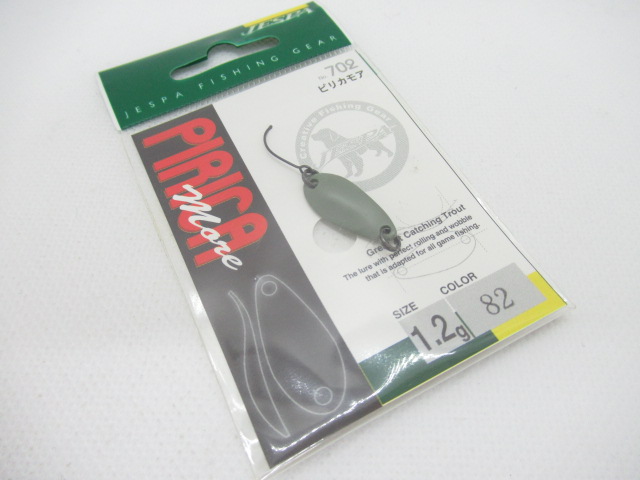 JESPA
JESPA FISHING GEAR
No.702
ピリカモア
PIRICA
More
Creative Fishing Gear
Catching Trout
The lure with perfect rolling and wobble
that is adapted for all game fishing.
SIZE
1.2g
COLOR
82